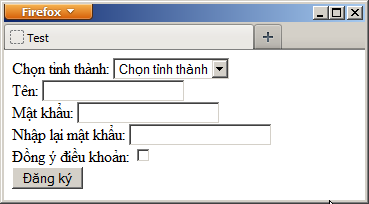 Firefox
Test
Chọn tỉnh thành: Chọn tỉnh thành
Tên:
Mật khẩu:
Nhập lại mật khẩu:
Đồng ý điều khoản:
Đăng ký